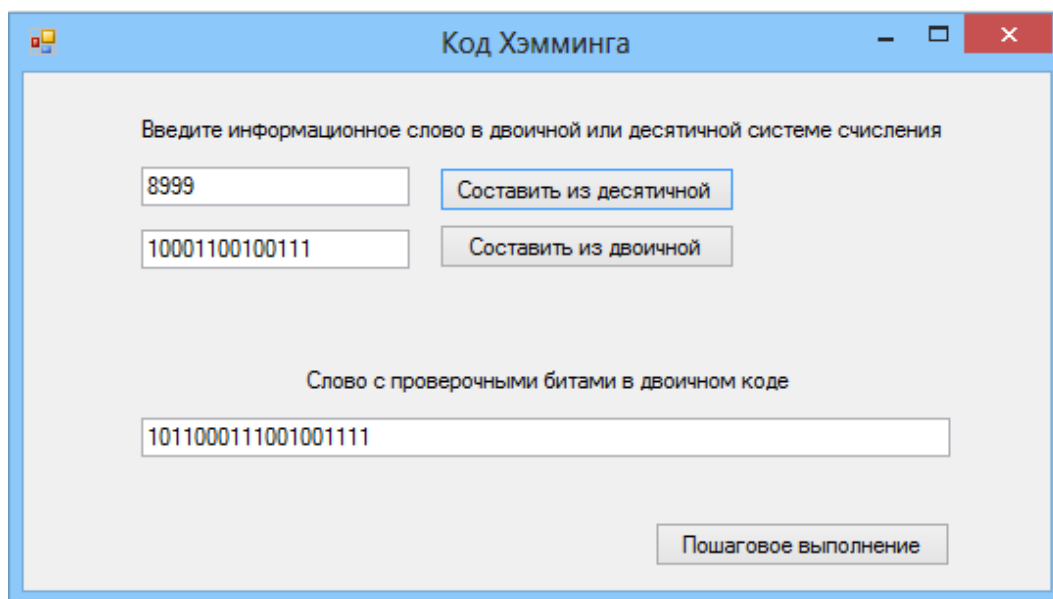 Код Хэмминга
Введите информационное слово в двоичной или десятичной системе счисления
8999
Составить из десятичной
10001100100111
Составить из двоичной
Слово с проверочными битами в двоичном коде
1011000111001001111
Пошаговое выполнение